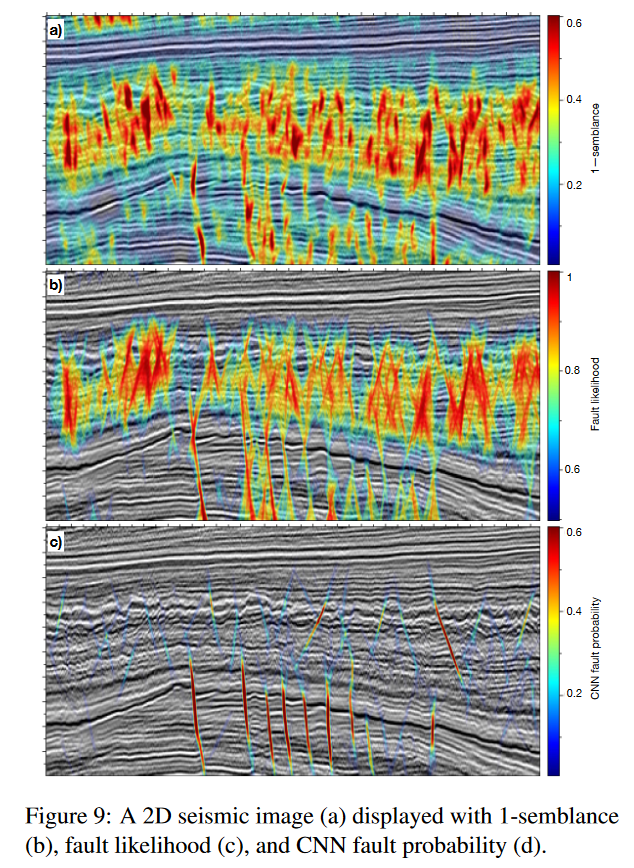 a)
0.6
0.4
0.2
1−semblance
b)
1
0.8
0.6
Fault likelihood
c)
0.6
0.4
0.2
CNN fault probability
Figure 9: A 2D seismic image (a) displayed with 1-semblance
(b), fault likelihood (c), and CNN fault probability (d).